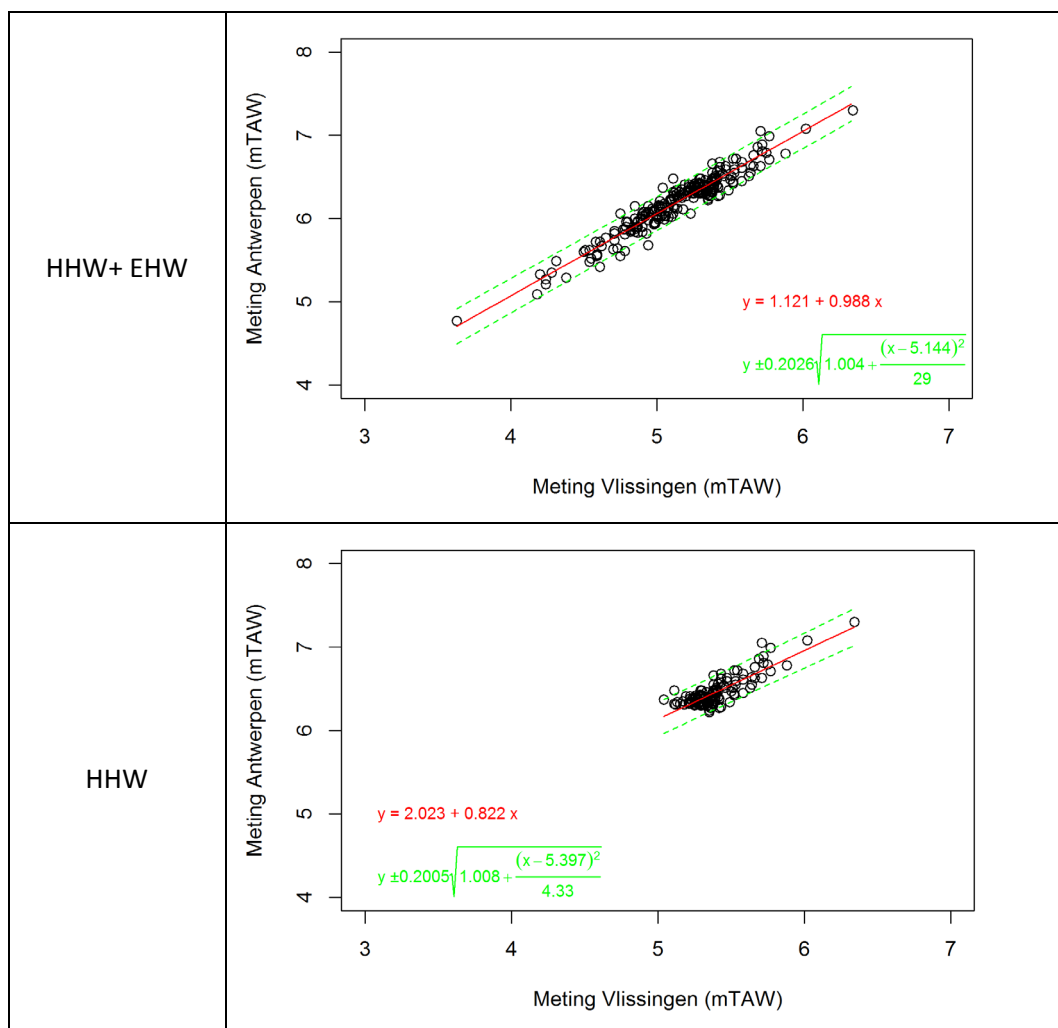 HHW+ EHW
Meting Antwerpen (mTAW)
8
7
6
5
4
y = 1.121 + 0.988 x
y ±0.2026√(1.004 + (x − 5.144)² / 29)
3 4 5 6 7
Meting Vlissingen (mTAW)
HHW
Meting Antwerpen (mTAW)
8
7
6
5
4
y = 2.023 + 0.822 x
y ±0.2005√(1.008 + (x − 5.397)² / 4.33)
3 4 5 6 7
Meting Vlissingen (mTAW)